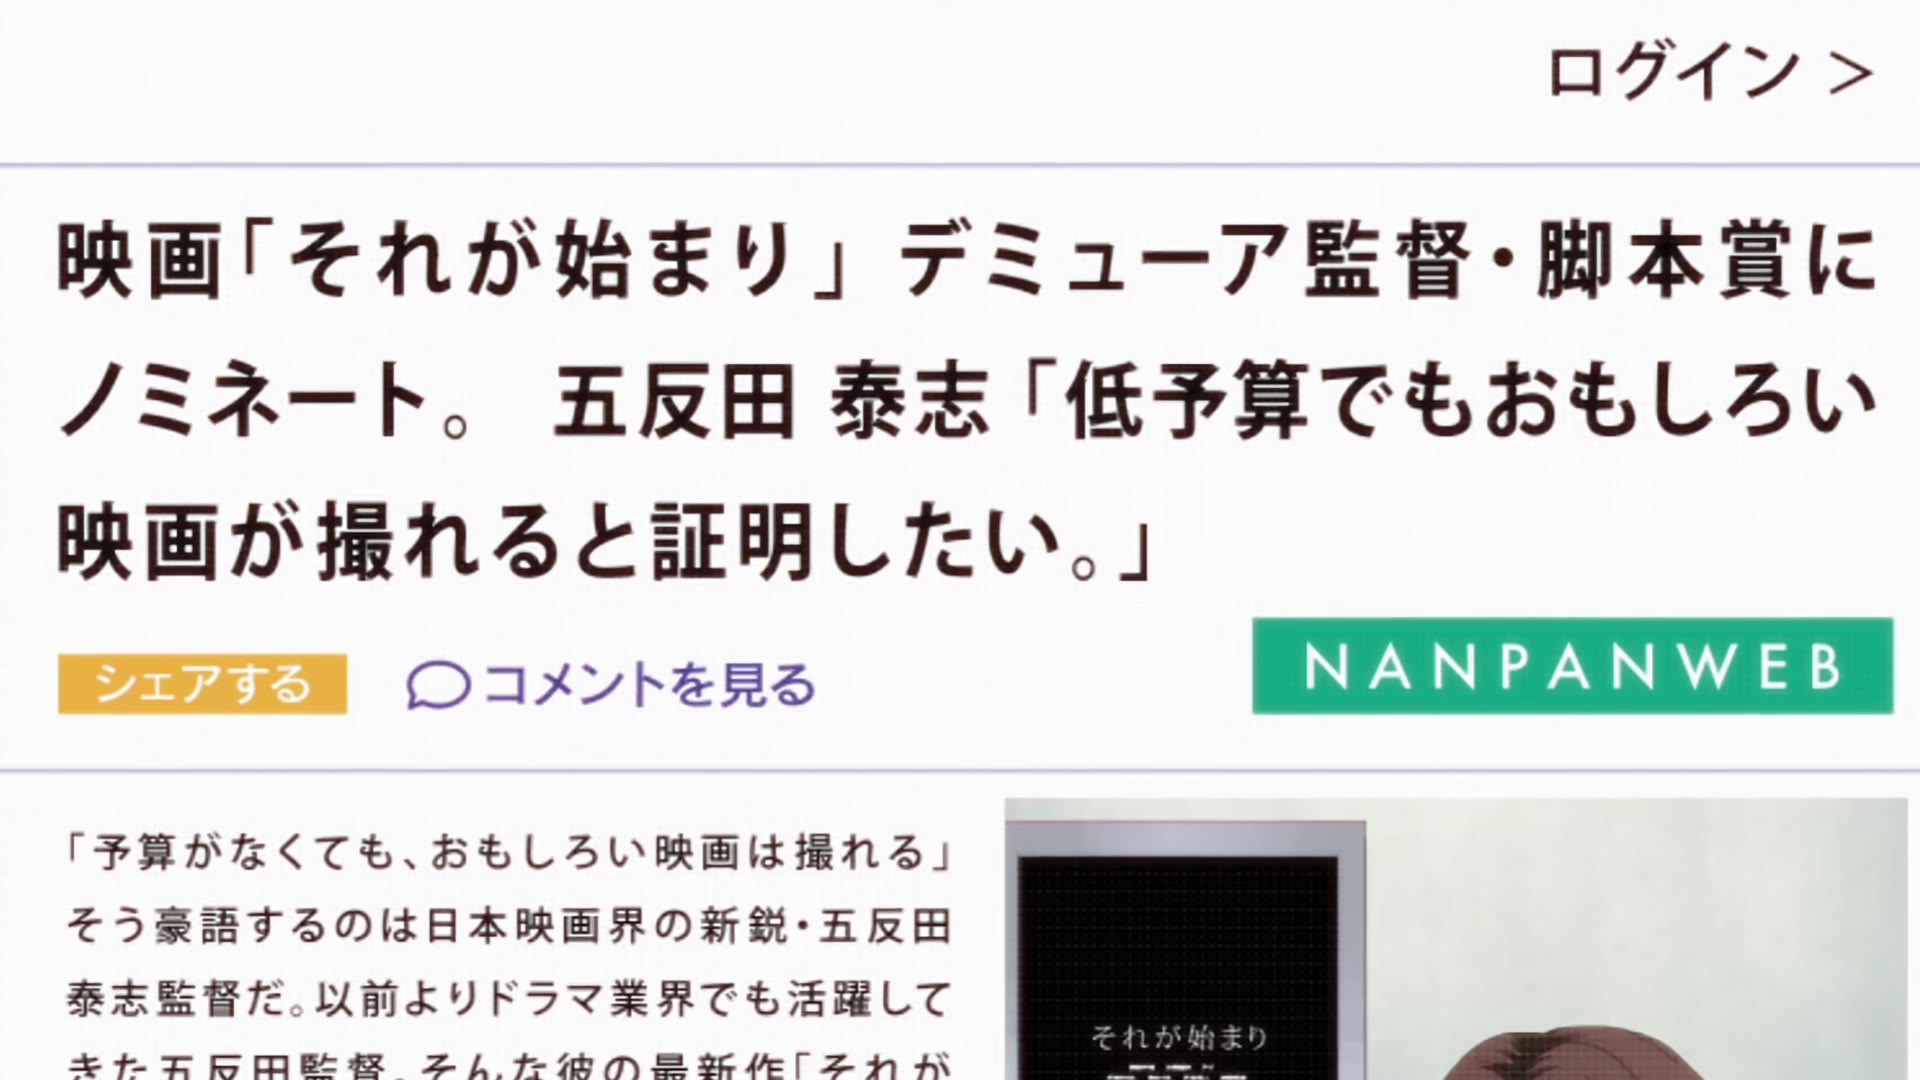 ログイン ＞
映画「それが始まり」デミューア監督・脚本賞に
ノミネート。 五反田 泰志「低予算でもおもしろい
映画が撮れると証明したい。」
シェアする
コメントを見る
NANPANWEB
「予算がなくても、おもしろい映画は撮れる」
そう豪語するのは日本映画界の新鋭・五反田
泰志監督だ。以前よりドラマ業界でも活躍して
きた五反田監督。そんな彼の最新作「それが
それが始まり